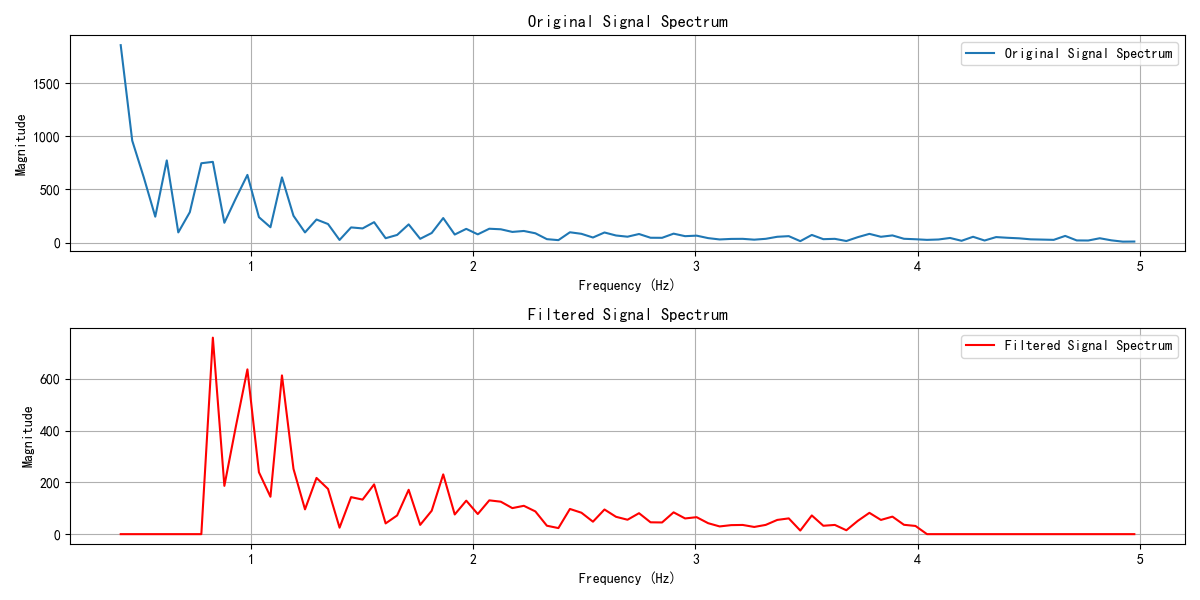 Original Signal Spectrum
Original Signal Spectrum
Magnitude
1500
1000
500
0
1 2 3 4 5
Frequency (Hz)
Filtered Signal Spectrum
Filtered Signal Spectrum
Magnitude
600
400
200
0
1 2 3 4 5
Frequency (Hz)